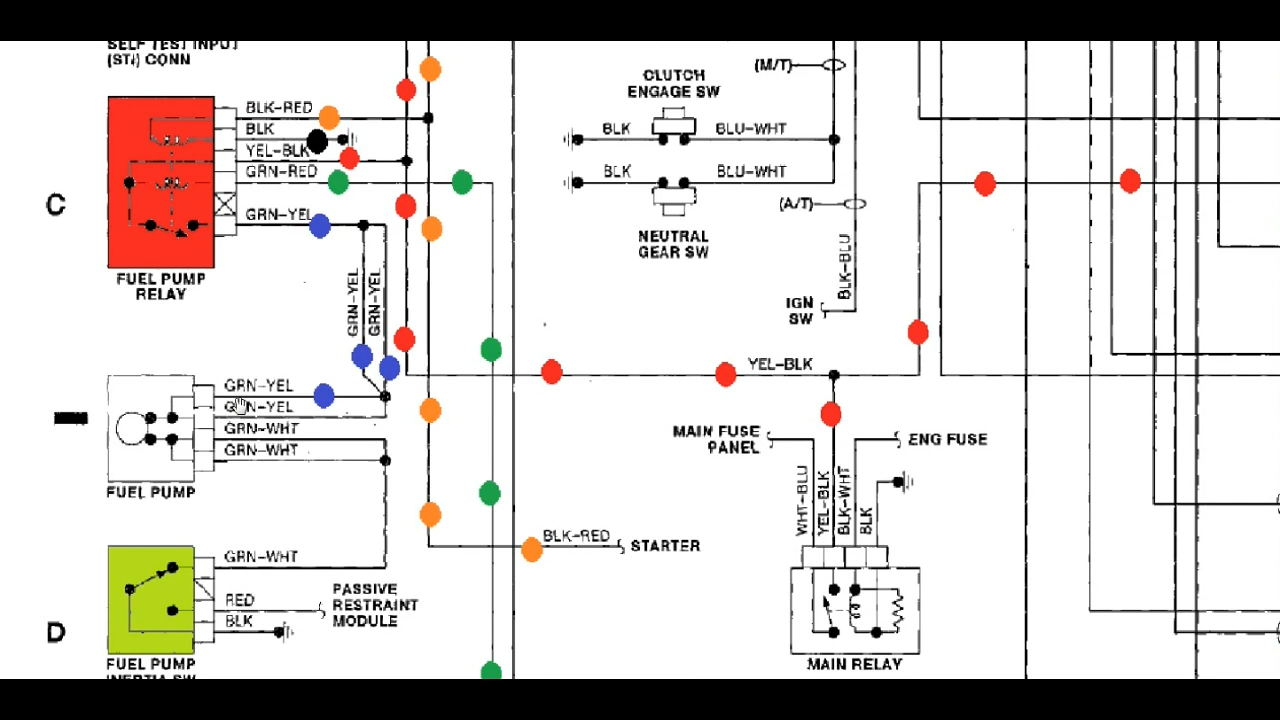 SELF TEST INPUT
(STI) CONN
BLK-RED
BLK
YEL-BLK
GRN-RED
GRN-YEL
C
FUEL PUMP
RELAY
GRN-YEL
GRN-YEL
GRN-YEL
GRN-YEL
GRN-WHT
GRN-WHT
FUEL PUMP
GRN-WHT
RED
BLK
PASSIVE
RESTRAINT
MODULE
D
FUEL PUMP
INERTIA SW
(M/T)
CLUTCH
ENGAGE SW
BLK
BLU-WHT
BLK
BLU-WHT
(A/T)
NEUTRAL
GEAR SW
BLK-BLU
IGN
SW
YEL-BLK
MAIN FUSE
PANEL
ENG FUSE
WHT-BLU
YEL-BLK
BLK-WHT
BLK
BLK-RED
STARTER
MAIN RELAY